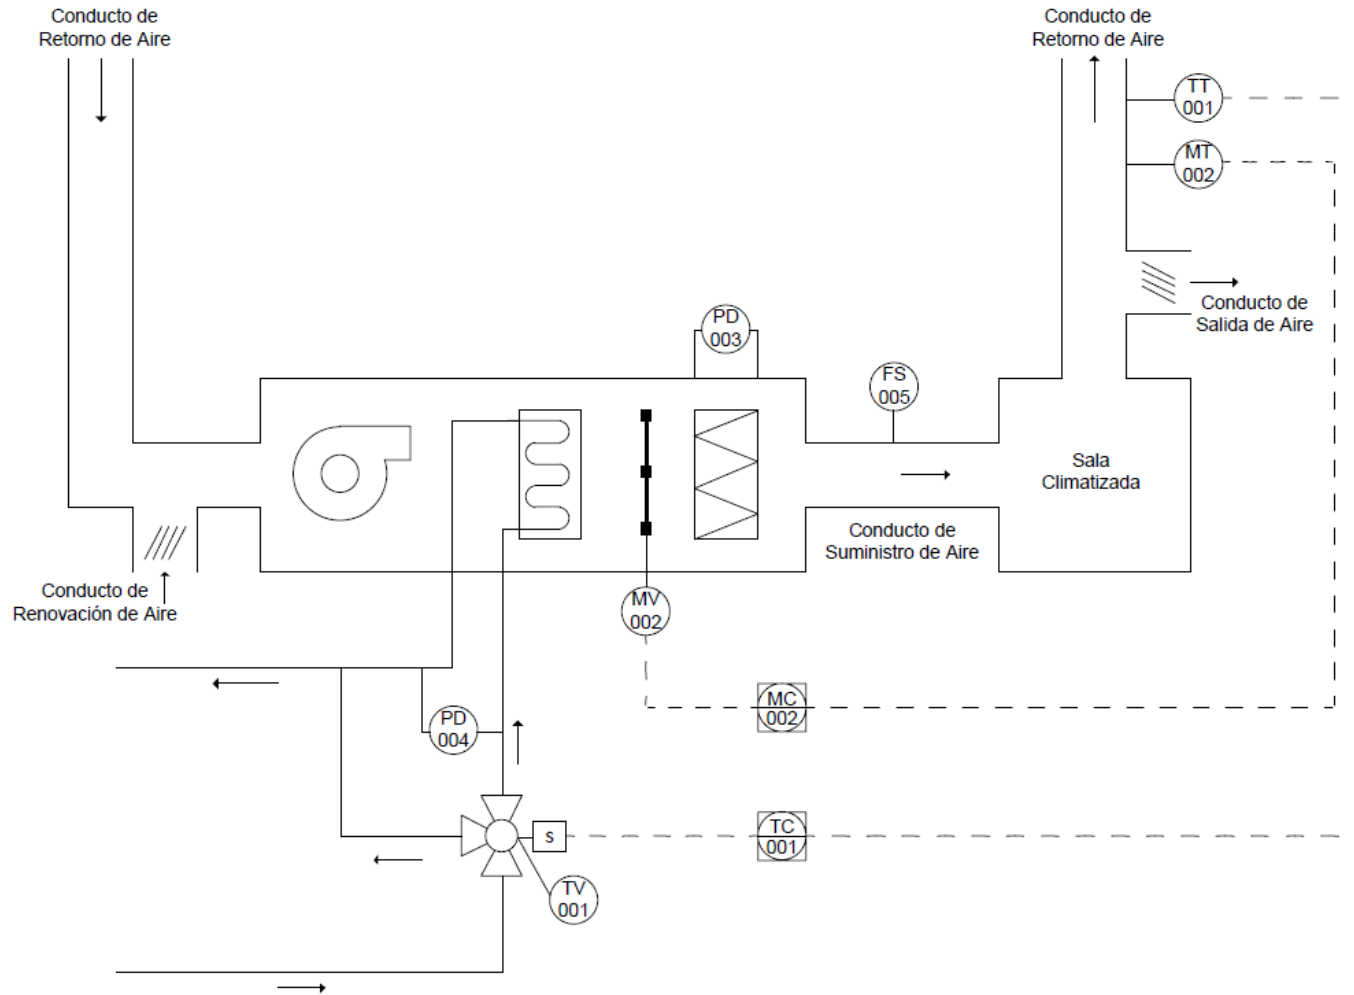 Conducto de
Retorno de Aire
Conducto de
Retorno de Aire
TT
001
MT
002
Conducto de
Salida de Aire
PD
003
FS
005
Sala
Climatizada
Conducto de
Suministro de Aire
Conducto de
Renovación de Aire
MV
002
MC
002
PD
004
S
TC
001
TV
001